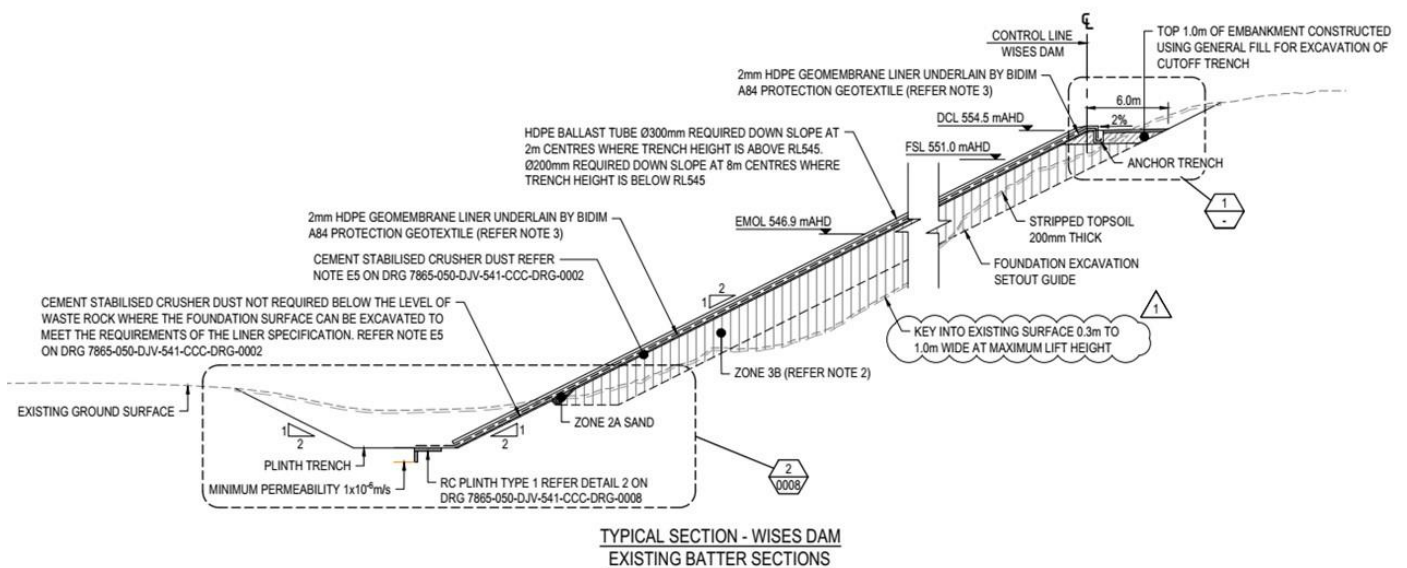 ℄
CONTROL LINE
WISES DAM
TOP 1.0m OF EMBANKMENT CONSTRUCTED
USING GENERAL FILL FOR EXCAVATION OF
CUTOFF TRENCH
2mm HDPE GEOMEMBRANE LINER UNDERLAIN BY BIDIM
A84 PROTECTION GEOTEXTILE (REFER NOTE 3)
6.0m
2%
DCL 554.5 mAHD
HDPE BALLAST TUBE Ø300mm REQUIRED DOWN SLOPE AT
2m CENTRES WHERE TRENCH HEIGHT IS ABOVE RL545.
Ø200mm REQUIRED DOWN SLOPE AT 8m CENTRES WHERE
TRENCH HEIGHT IS BELOW RL545
FSL 551.0 mAHD
ANCHOR TRENCH
1
-
2mm HDPE GEOMEMBRANE LINER UNDERLAIN BY BIDIM
A84 PROTECTION GEOTEXTILE (REFER NOTE 3)
EMOL 546.9 mAHD
STRIPPED TOPSOIL
200mm THICK
CEMENT STABILISED CRUSHER DUST REFER
NOTE E5 ON DRG 7865-050-DJV-541-CCC-DRG-0002
FOUNDATION EXCAVATION
SETOUT GUIDE
2
1
1
CEMENT STABILISED CRUSHER DUST NOT REQUIRED BELOW THE LEVEL OF
WASTE ROCK WHERE THE FOUNDATION SURFACE CAN BE EXCAVATED TO
MEET THE REQUIREMENTS OF THE LINER SPECIFICATION. REFER NOTE E5
ON DRG 7865-050-DJV-541-CCC-DRG-0002
KEY INTO EXISTING SURFACE 0.3m TO
1.0m WIDE AT MAXIMUM LIFT HEIGHT
ZONE 3B (REFER NOTE 2)
EXISTING GROUND SURFACE
ZONE 2A SAND
1
2
1
2
PLINTH TRENCH
MINIMUM PERMEABILITY 1x10⁻⁶m/s
RC PLINTH TYPE 1 REFER DETAIL 2 ON
DRG 7865-050-DJV-541-CCC-DRG-0008
2
0008
TYPICAL SECTION - WISES DAM
EXISTING BATTER SECTIONS